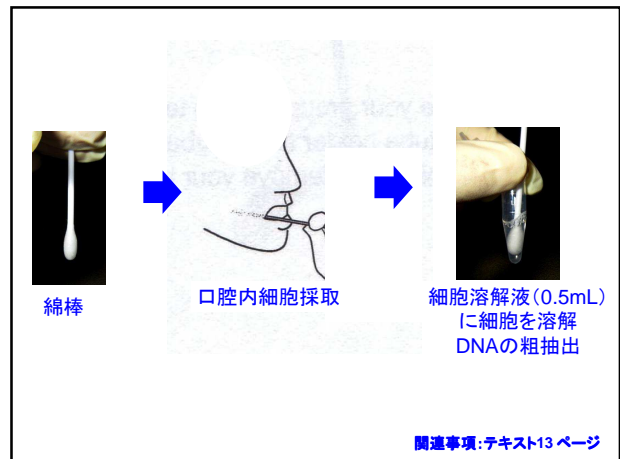 綿棒
口腔内細胞採取
細胞溶解液(0.5mL)
に細胞を溶解
DNAの粗抽出
関連事項:テキスト13 ページ